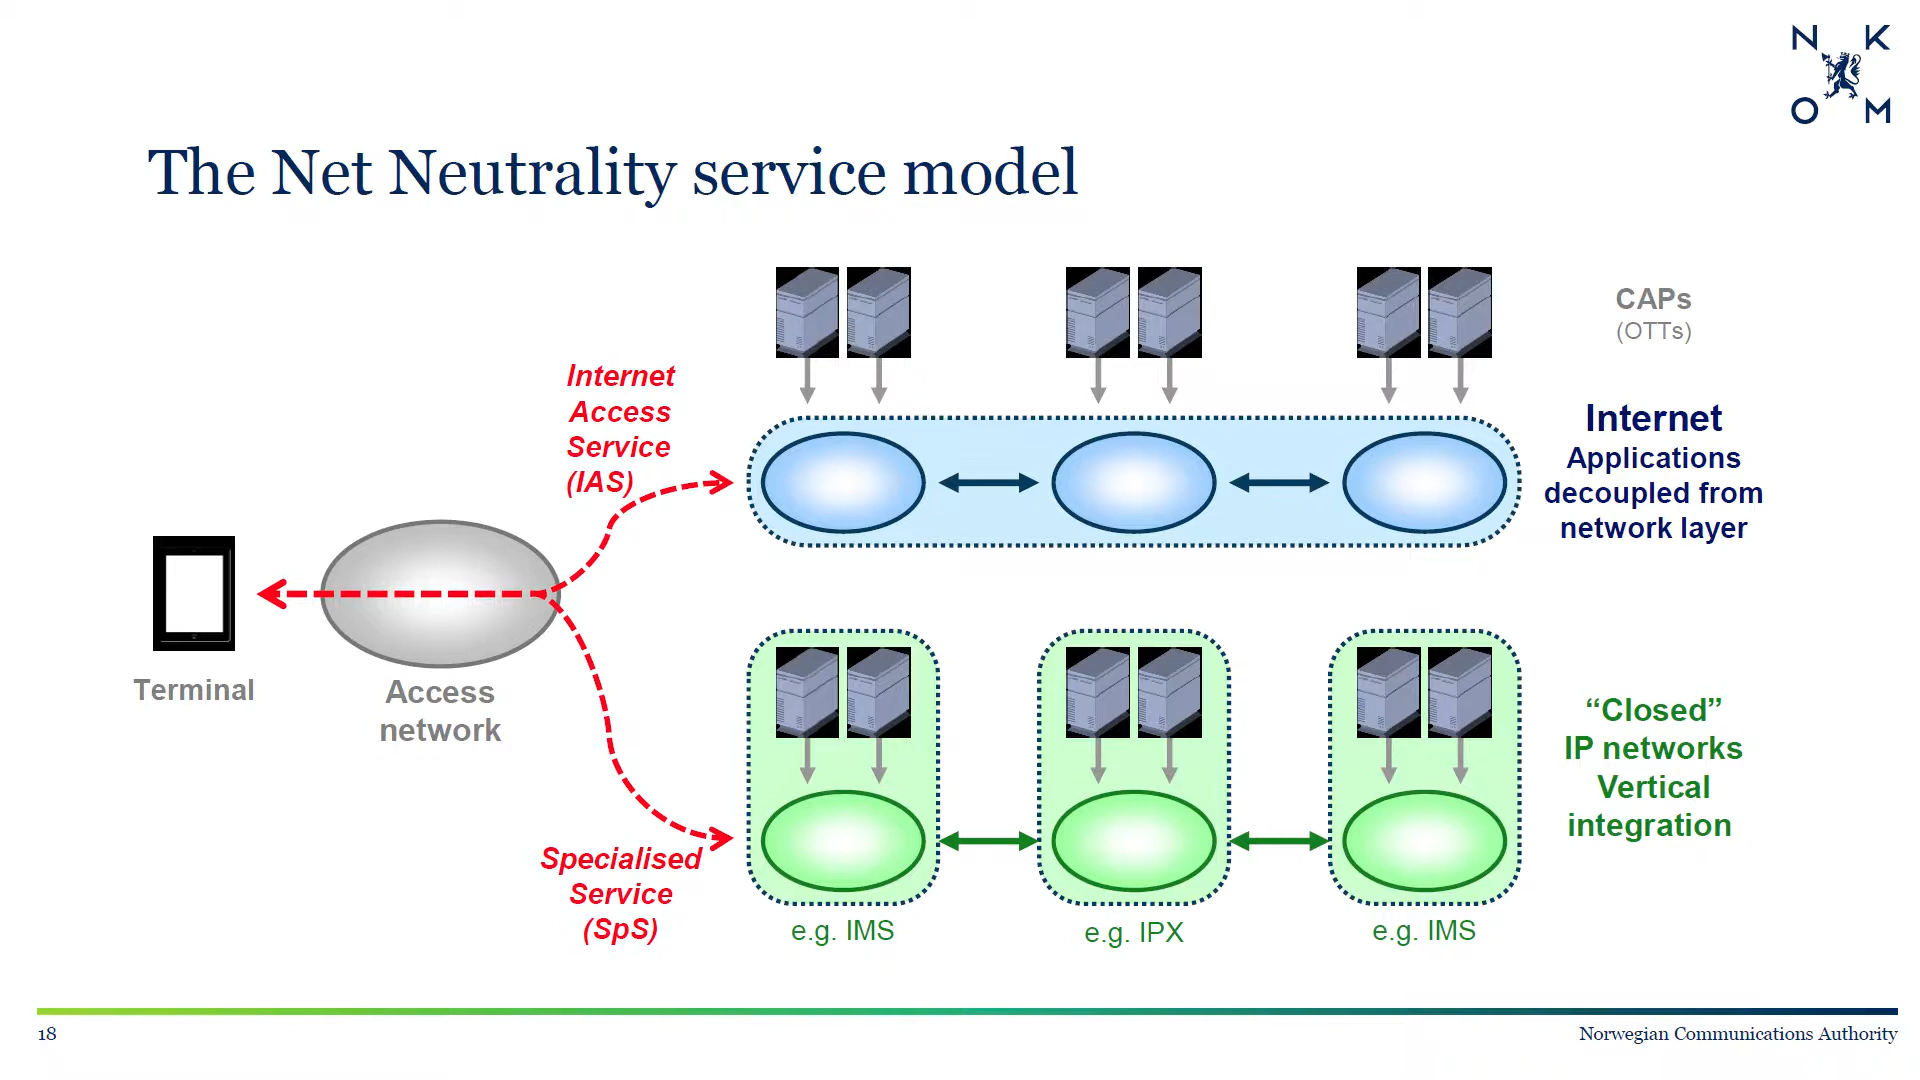 N K
O M
The Net Neutrality service model
CAPs
(OTTs)
Internet
Access
Service
(IAS)
Internet
Applications
decoupled from
network layer
Terminal
Access
network
“Closed”
IP networks
Vertical
integration
Specialised
Service
(SpS)
e.g. IMS
e.g. IPX
e.g. IMS
18
Norwegian Communications Authority